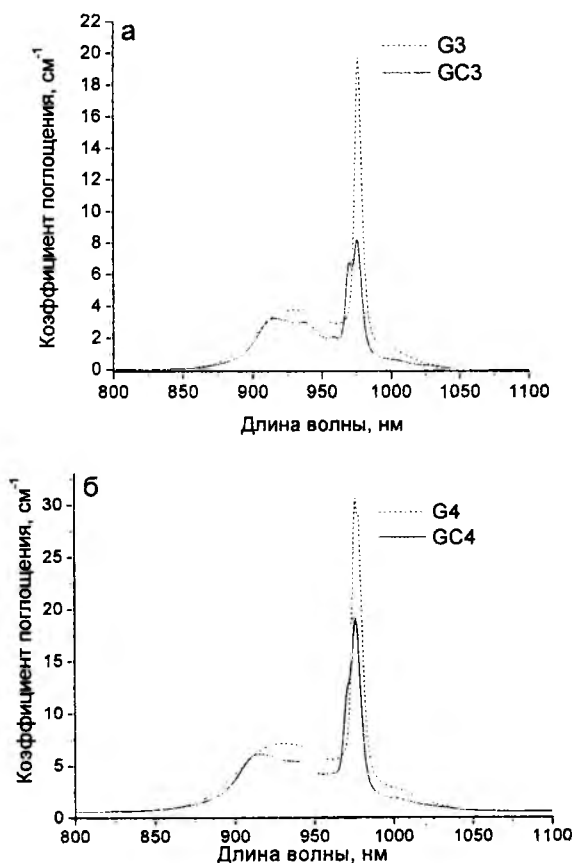 а
G3
GC3
Коэффициент поглощения, см⁻¹
22
20
18
16
14
12
10
8
6
4
2
0
800 850 900 950 1000 1050 1100
Длина волны, нм
б
G4
GC4
Коэффициент поглощения, см⁻¹
30
25
20
15
10
5
0
800 850 900 950 1000 1050 1100
Длина волны, нм